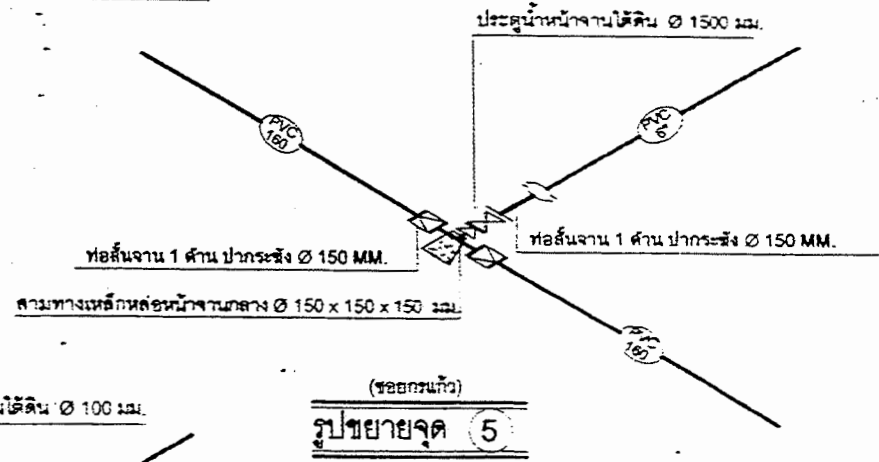 ประตูน้ำหน้าจานใต้ดิน Ø 1500 มม.
PVC
160
PVC
6"
ท่อสั้นจาน 1 ด้าน ปากระฆัง Ø 150 MM.
ท่อสั้นจาน 1 ด้าน ปากระฆัง Ø 150 MM.
สามทางเหล็กหล่อหน้าจานกลาง Ø 150 x 150 x 150 มม.
PVC
160
(ซอยกรแก้ว)
ใต้ดิน Ø 100 มม.
รูปขยายจุด 5